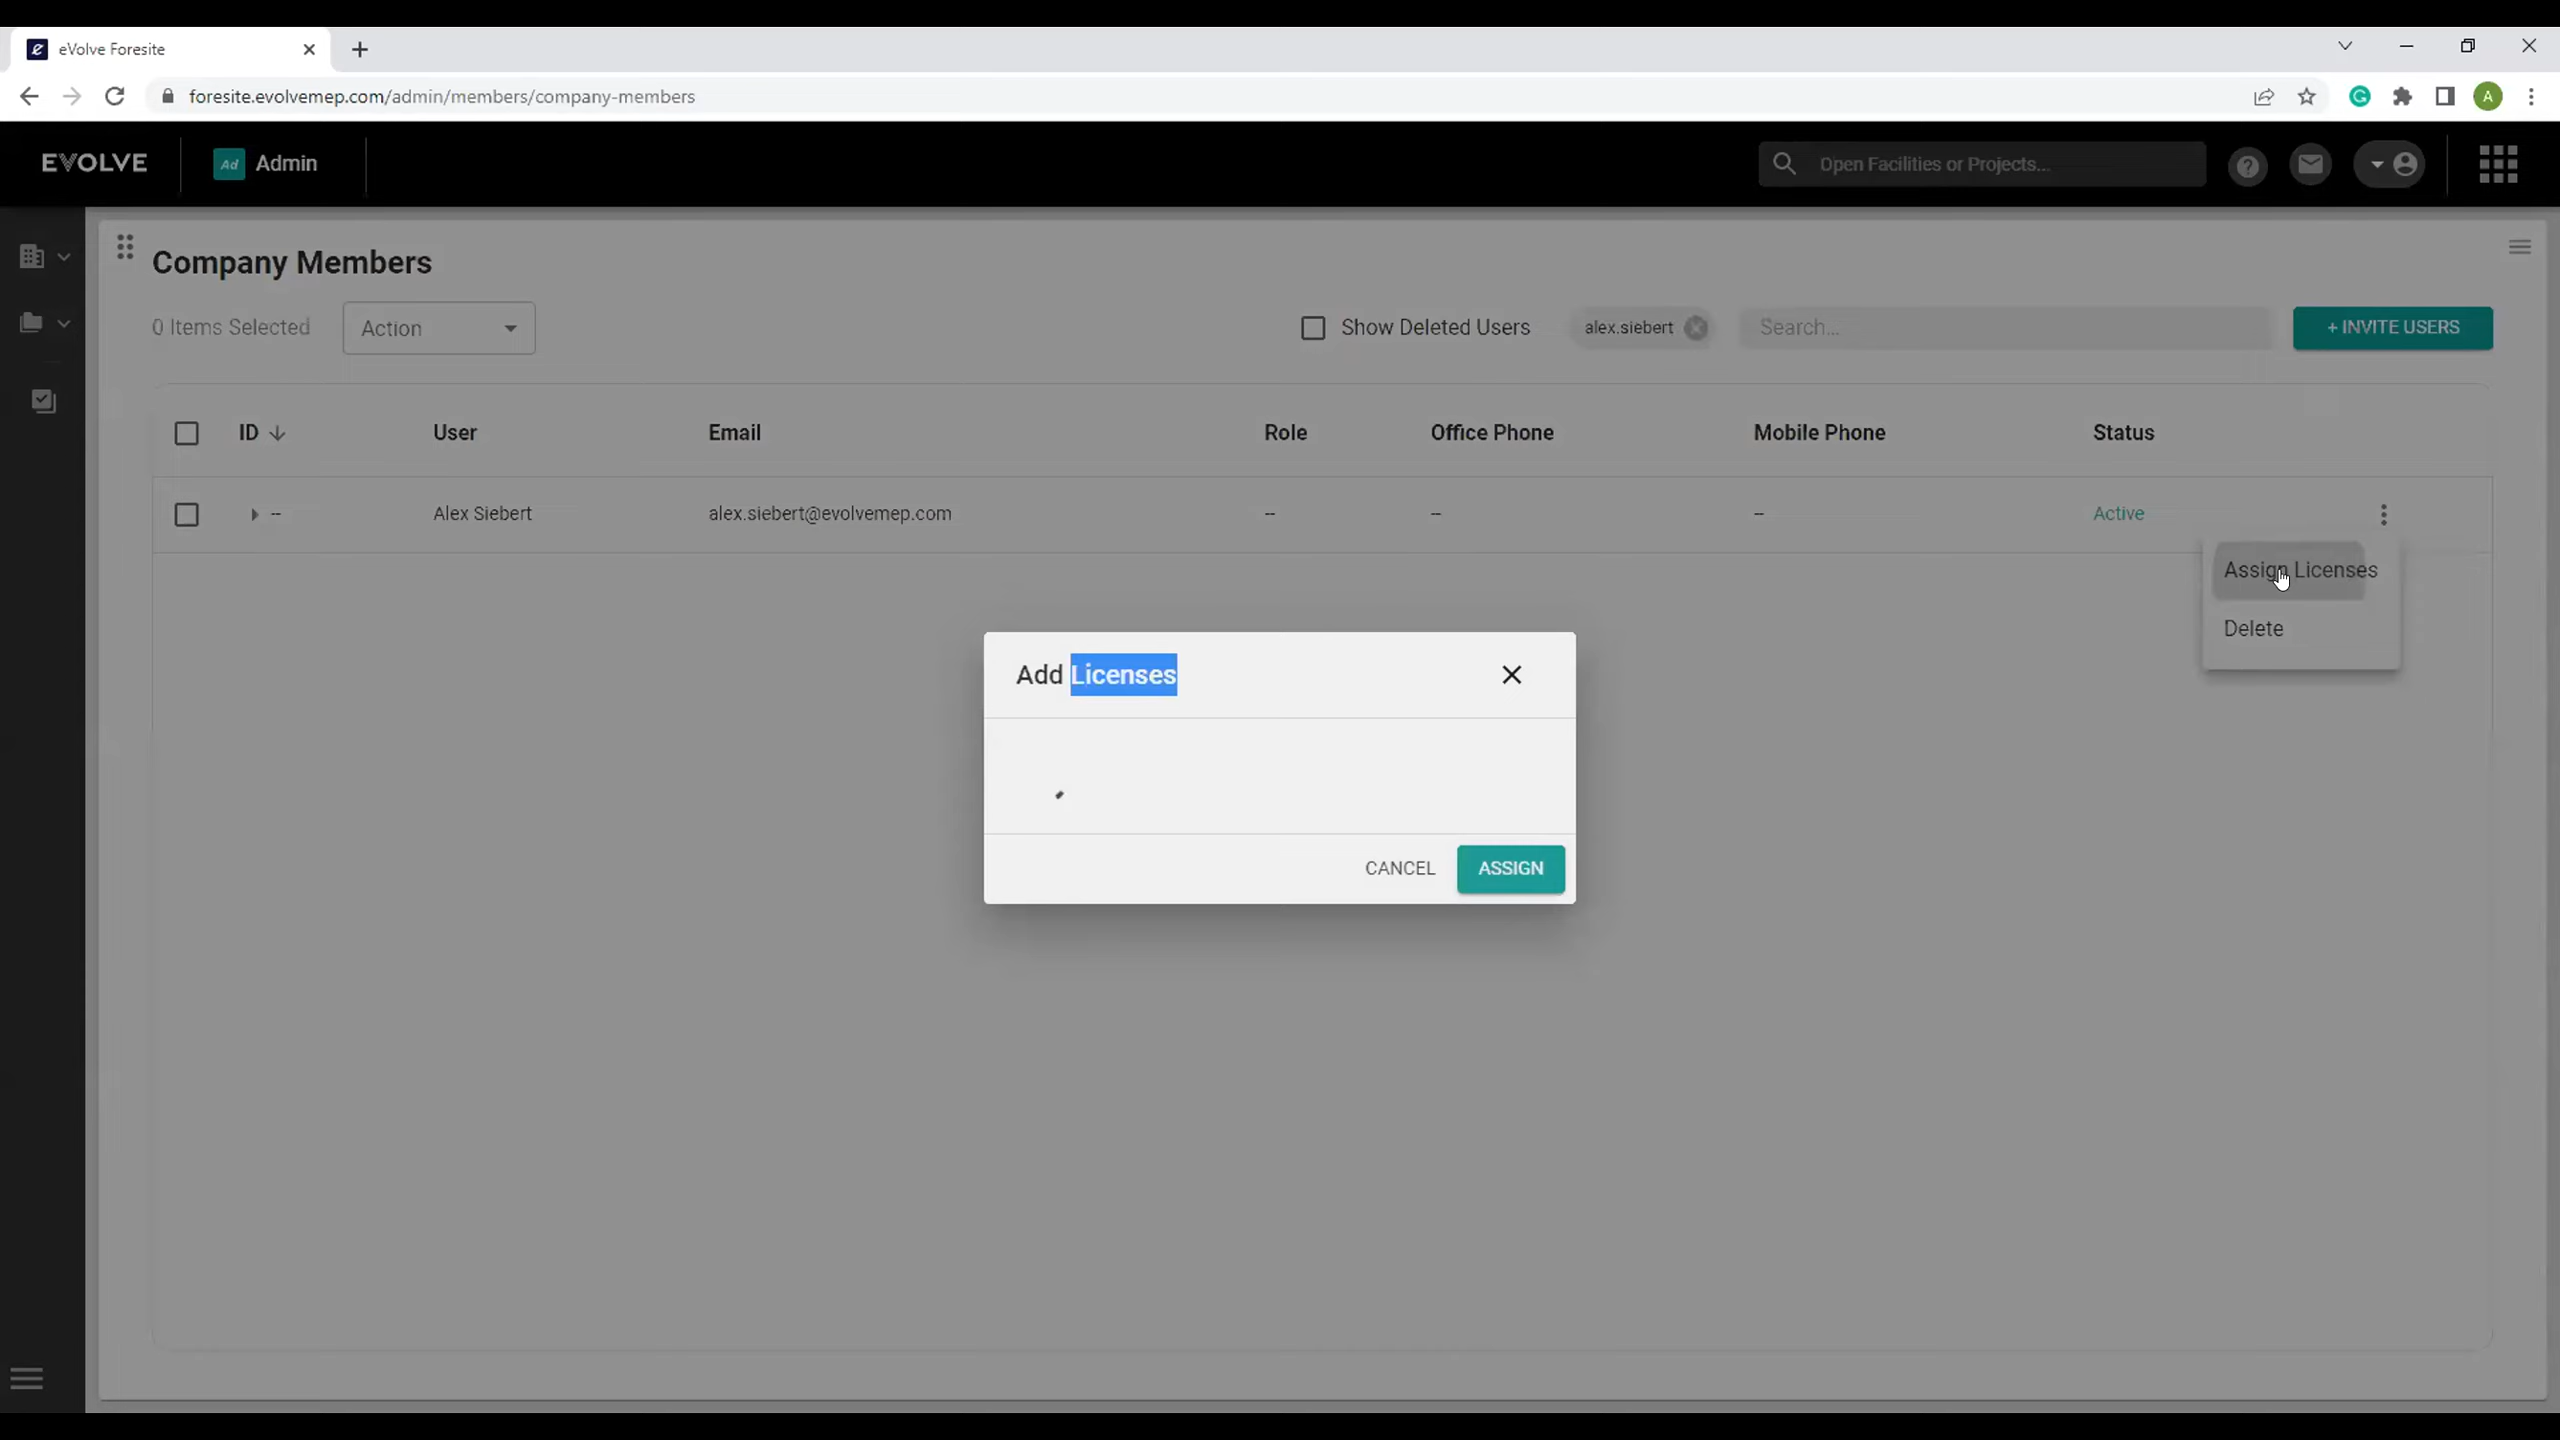 eVolve Foresite
foresite.evolvemep.com/admin/members/company-members
A
EVOLVE
Ad Admin
Open Facilities or Projects...
Company Members
0 Items Selected
Action
Show Deleted Users
alex.siebert
Search...
+ INVITE USERS
ID User Email Role Office Phone Mobile Phone Status
-- Alex Siebert alex.siebert@evolvemep.com -- -- -- Active
Assign Licenses
Delete
Add Licenses
CANCEL ASSIGN